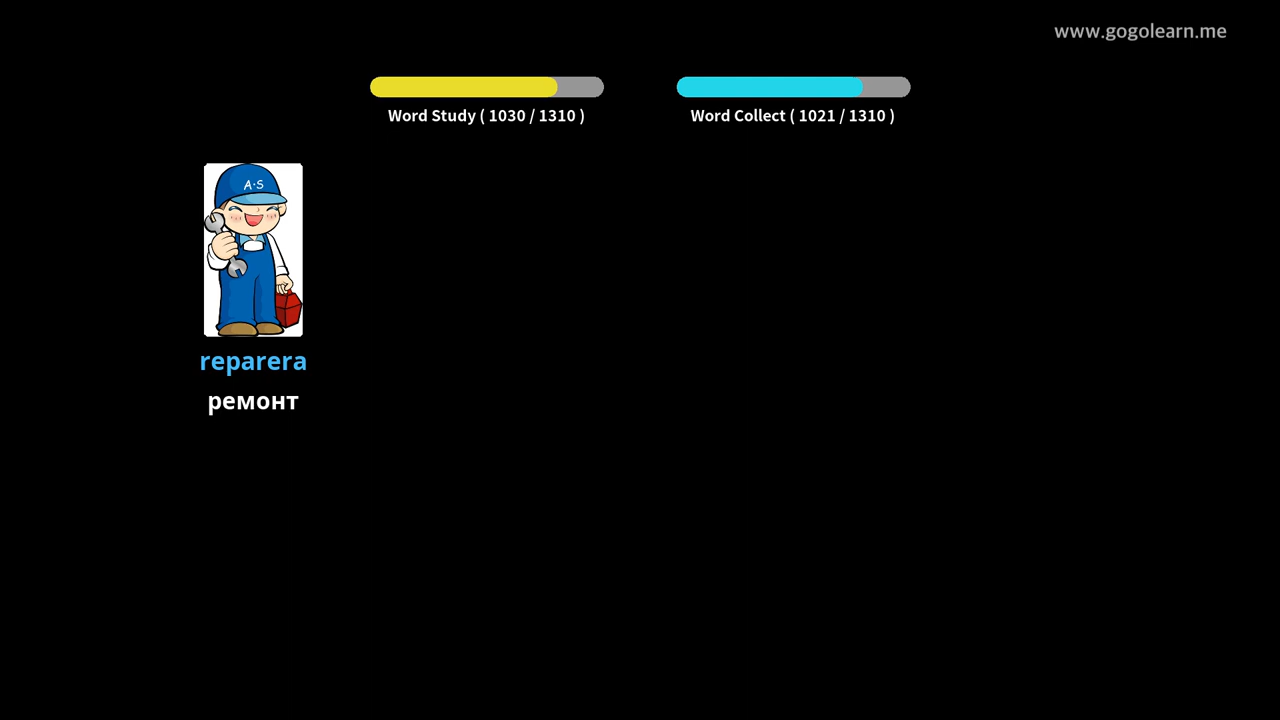 www.gogolearn.me
Word Study ( 1030 / 1310 )
Word Collect ( 1021 / 1310 )
A·S
reparera
ремонт